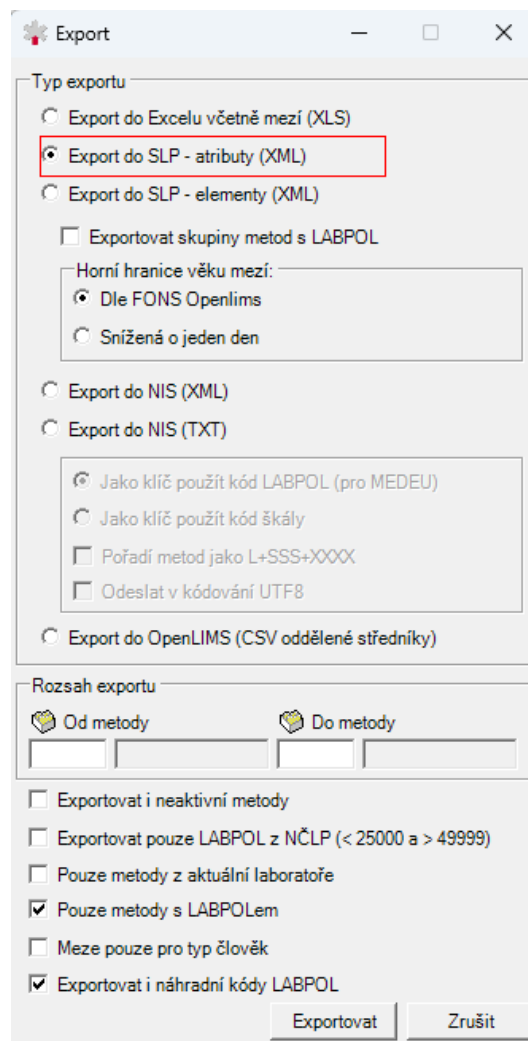 Export
Typ exportu
Export do Excelu včetně mezí (XLS)
Export do SLP - atributy (XML)
Export do SLP - elementy (XML)
Exportovat skupiny metod s LABPOL
Horní hranice věku mezí:
Dle FONS Openlims
Snížená o jeden den
Export do NIS (XML)
Export do NIS (TXT)
Jako klíč použít kód LABPOL (pro MEDEU)
Jako klíč použít kód škály
Pořadí metod jako L+SSS+XXXX
Odeslat v kódování UTF8
Export do OpenLIMS (CSV oddělené středníky)
Rozsah exportu
Od metody Do metody
Exportovat i neaktivní metody
Exportovat pouze LABPOL z NČLP (< 25000 a > 49999)
Pouze metody z aktuální laboratoře
Pouze metody s LABPOLem
Meze pouze pro typ člověk
Exportovat i náhradní kódy LABPOL
Exportovat Zrušit